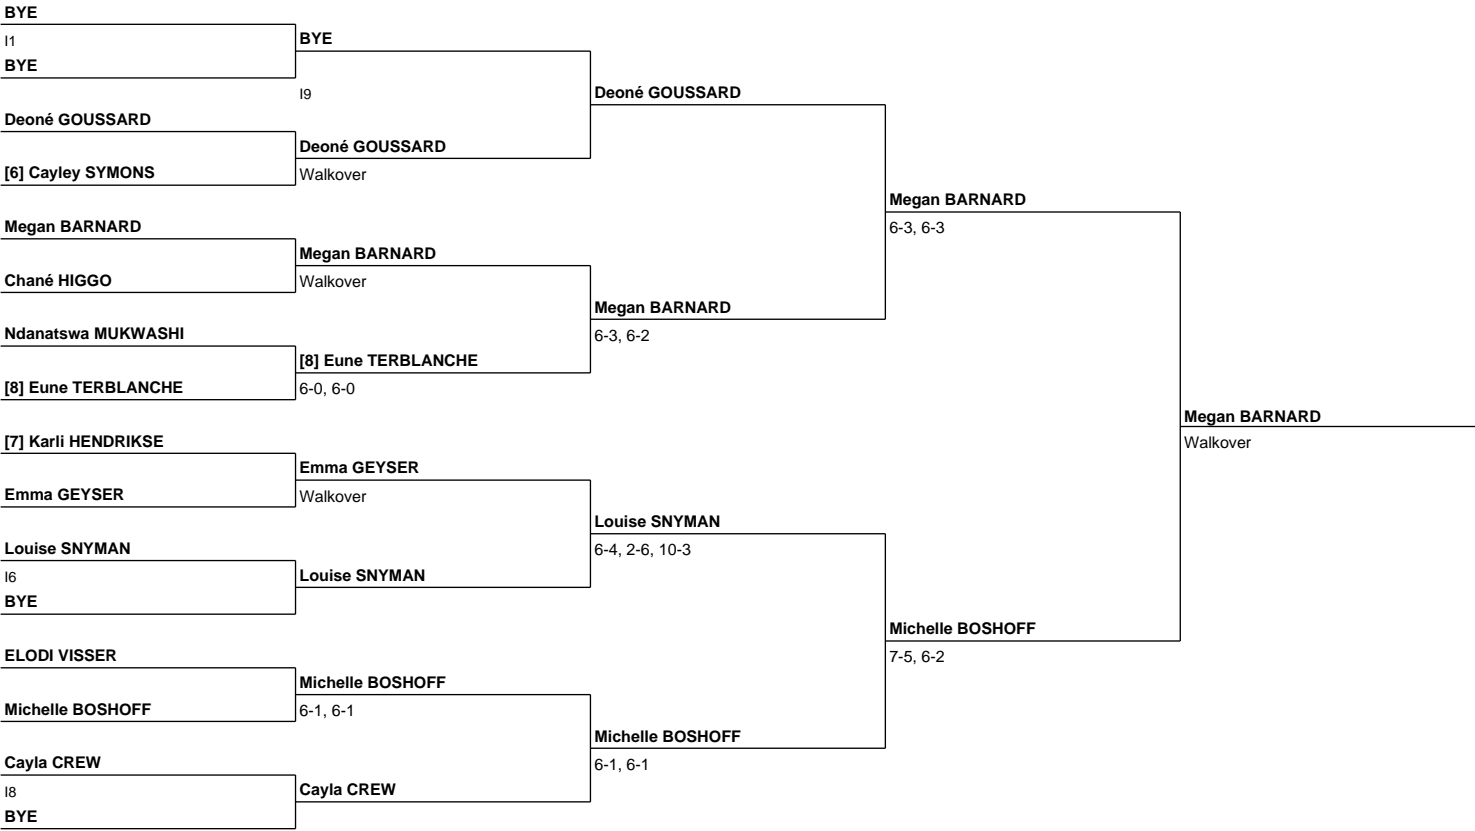 BYE
I1
BYE
BYE
I9
Deoné GOUSSARD
Deoné GOUSSARD
[6] Cayley SYMONS
Deoné GOUSSARD
Walkover
Megan BARNARD
6-3, 6-3
Megan BARNARD
Chané HIGGO
Megan BARNARD
Walkover
Megan BARNARD
6-3, 6-2
Ndanatswa MUKWASHI
[8] Eune TERBLANCHE
[8] Eune TERBLANCHE
6-0, 6-0
Megan BARNARD
Walkover
[7] Karli HENDRIKSE
Emma GEYSER
Emma GEYSER
Walkover
Louise SNYMAN
6-4, 2-6, 10-3
Louise SNYMAN
I6
BYE
Louise SNYMAN
Michelle BOSHOFF
7-5, 6-2
ELODI VISSER
Michelle BOSHOFF
Michelle BOSHOFF
6-1, 6-1
Michelle BOSHOFF
6-1, 6-1
Cayla CREW
I8
BYE
Cayla CREW